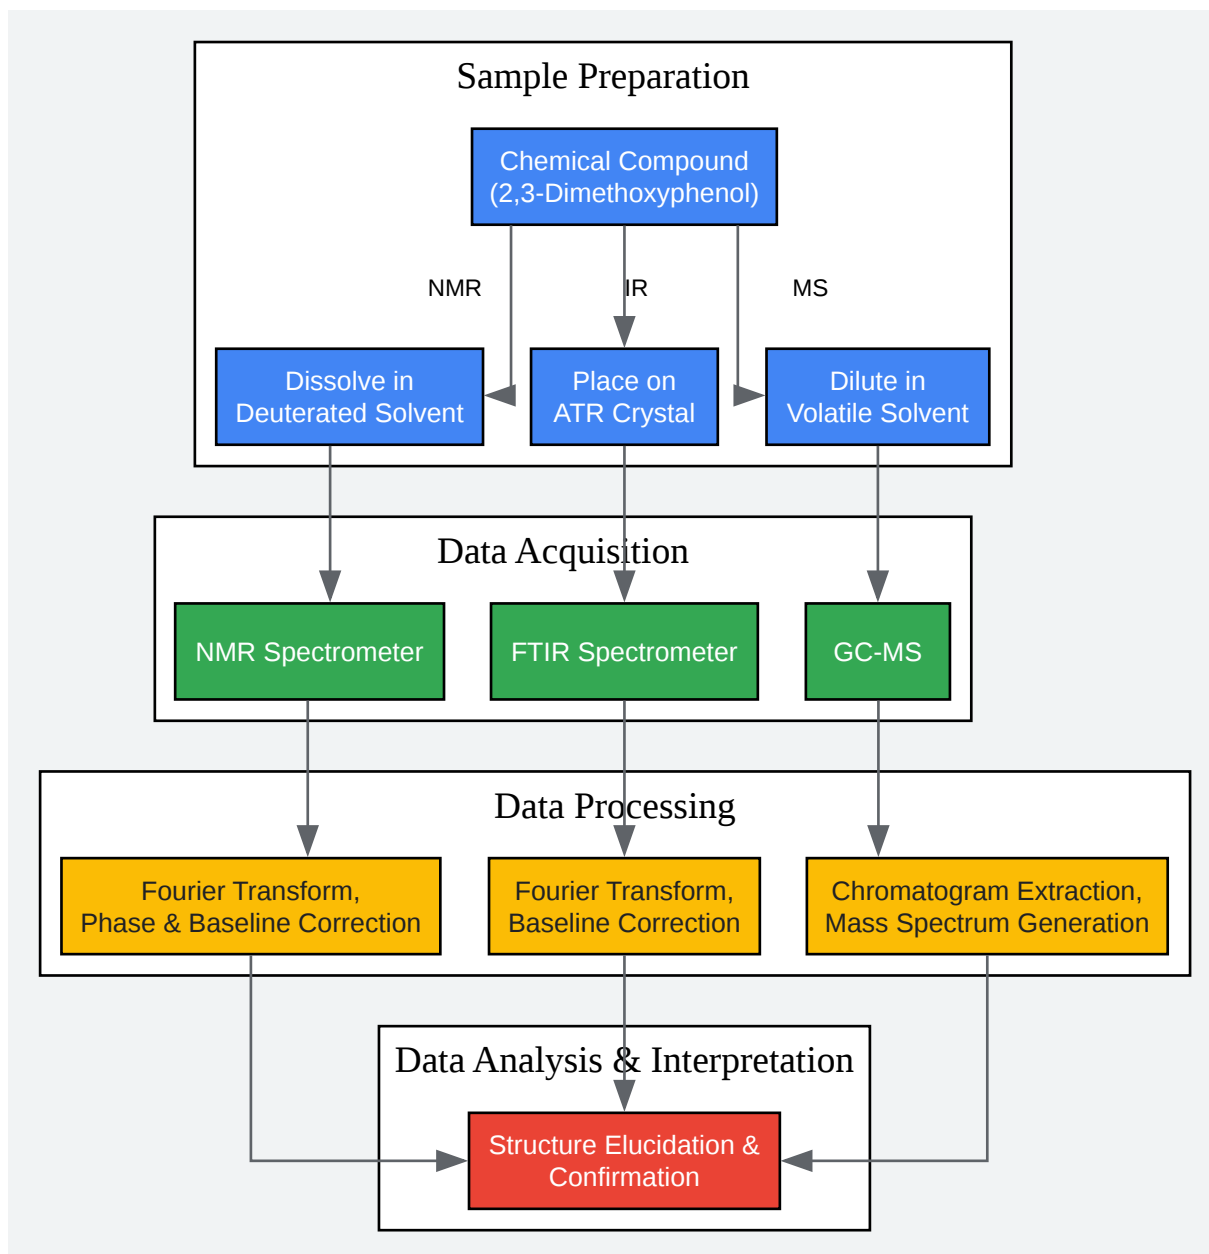 Sample Preparation
Chemical Compound
(2,3-Dimethoxyphenol)
NMR
IR
MS
Dissolve in
Deuterated Solvent
Place on
ATR Crystal
Dilute in
Volatile Solvent
Data Acquisition
NMR Spectrometer
FTIR Spectrometer
GC-MS
Data Processing
Fourier Transform,
Phase & Baseline Correction
Fourier Transform,
Baseline Correction
Chromatogram Extraction,
Mass Spectrum Generation
Data Analysis & Interpretation
Structure Elucidation &
Confirmation